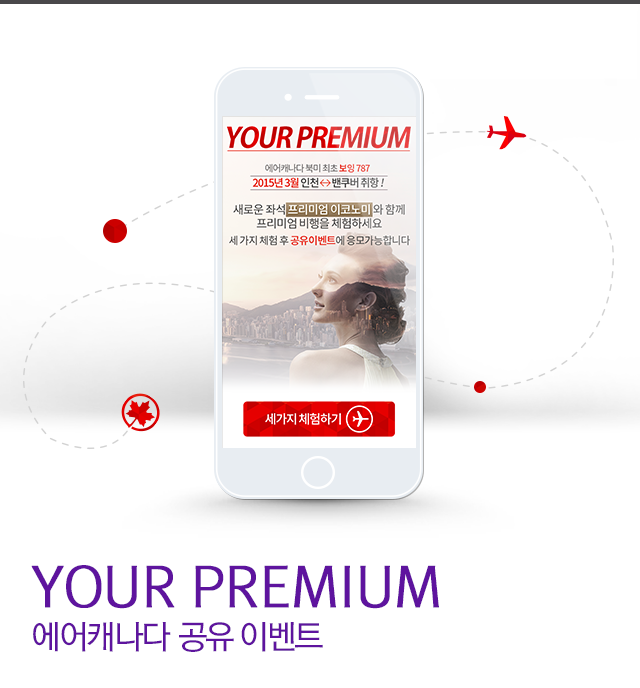 YOUR PREMIUM
에어캐나다 북미 최초 보잉 787
2015년 3월 인천↔밴쿠버 취항!
새로운 좌석 프리미엄 이코노미와 함께
프리미엄 비행을 체험하세요
세 가지 체험 후 공유이벤트에 응모가능합니다
세가지 체험하기
YOUR PREMIUM
에어캐나다 공유 이벤트